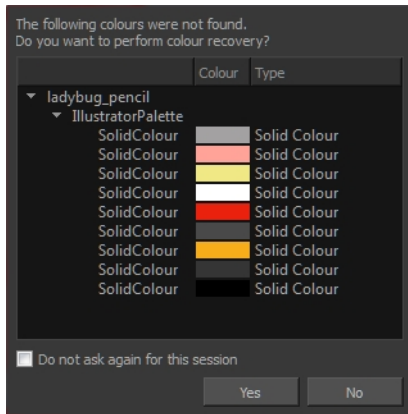 The following colours were not found.
Do you want to perform colour recovery?
Colour Type
ladybug_pencil
IllustratorPalette
SolidColour Solid Colour
SolidColour Solid Colour
SolidColour Solid Colour
SolidColour Solid Colour
SolidColour Solid Colour
SolidColour Solid Colour
SolidColour Solid Colour
SolidColour Solid Colour
SolidColour Solid Colour
Do not ask again for this session
Yes No